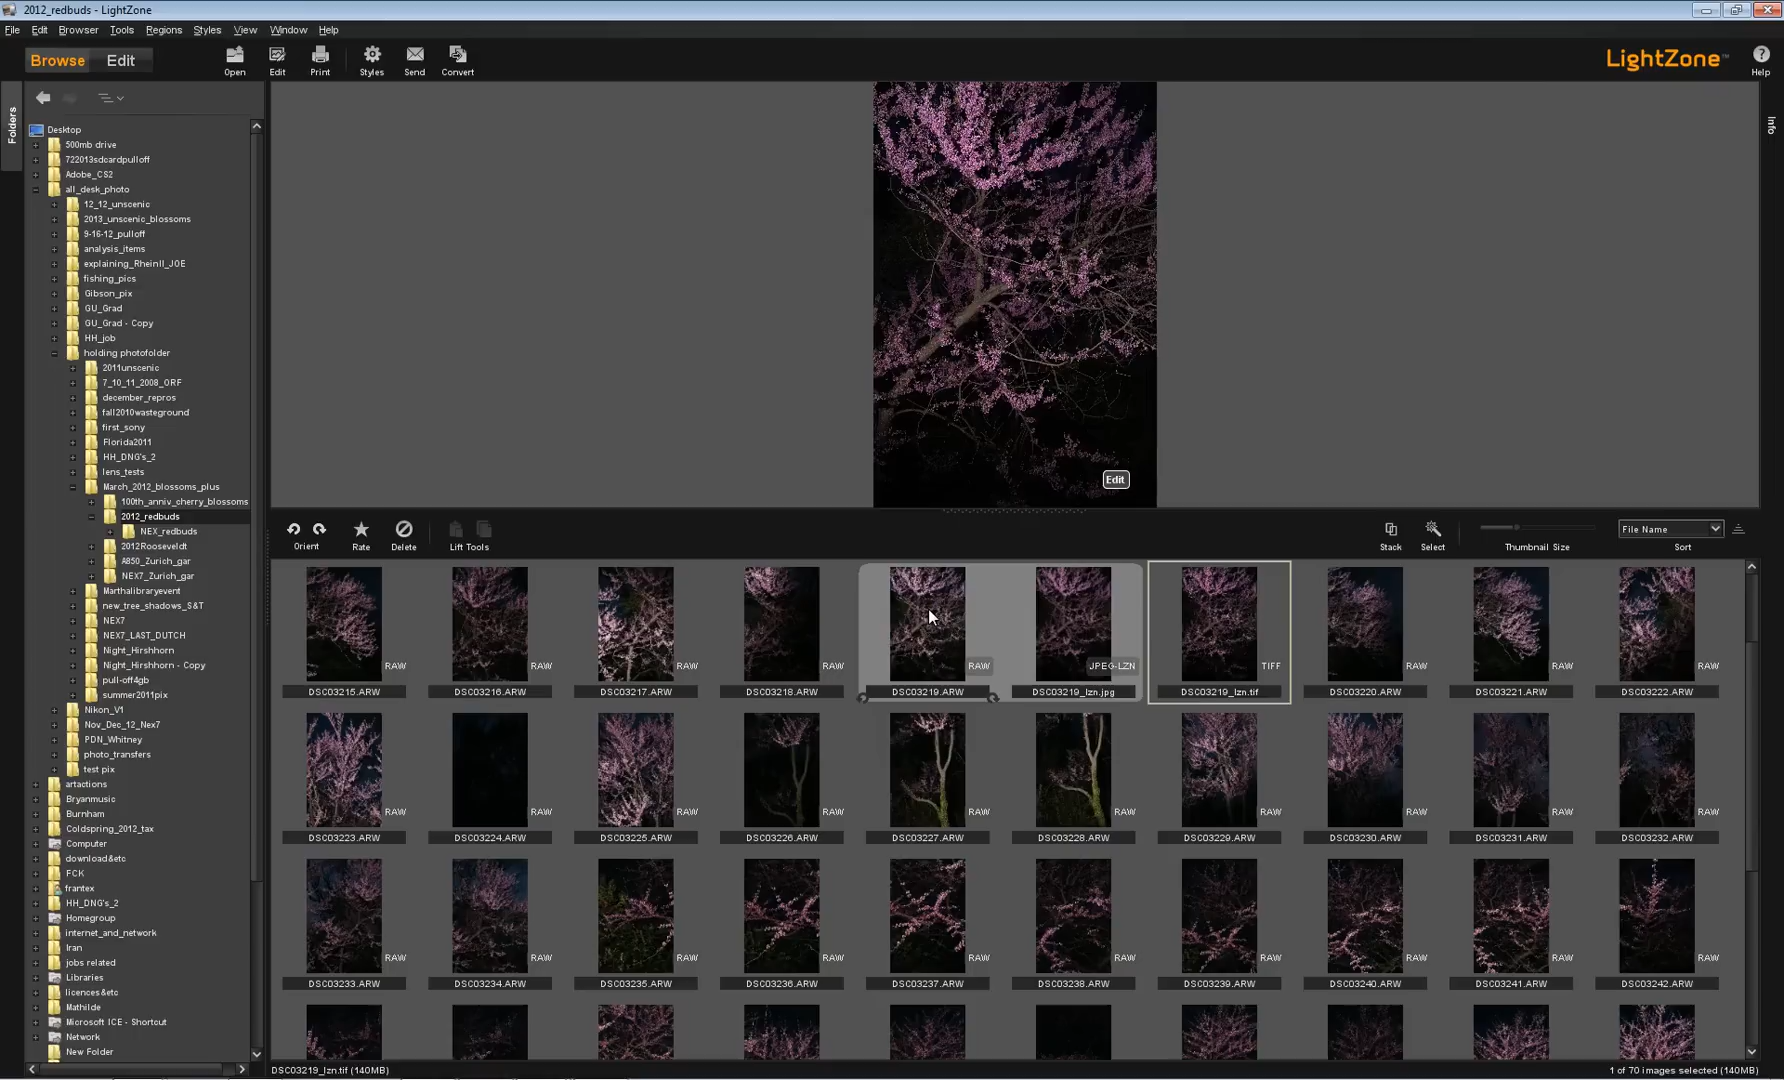 2012_redbuds - LightZone
File Edit Browser Tools Regions Styles View Window Help
Browse Edit
Open Edit Print Styles Send Convert
LightZone™
Help
Folders
Info
Desktop
500mb drive
722013sdcardpulloff
Adobe_CS2
all_desk_photo
12_12_unscenic
2013_unscenic_blossoms
9-16-12_pulloff
analysis_items
explaining_RheinII_JOE
fishing_pics
Gibson_pix
GU_Grad
GU_Grad - Copy
HH_job
holding photofolder
2011unscenic
7_10_11_2008_ORF
december_repros
fall2010wasteground
first_sony
Florida2011
HH_DNG's_2
lens_tests
March_2012_blossoms_plus
100th_anniv_cherry_blossoms
2012_redbuds
NEX_redbuds
2012Rooseveldt
A850_Zurich_gar
NEX7_Zurich_gar
Marthalibraryevent
new_tree_shadows_S&T
NEX7
NEX7_LAST_DUTCH
Night_Hirshhorn
Night_Hirshhorn - Copy
pull-off4gb
summer2011pix
Nikon_V1
Nov_Dec_12_Nex7
PDN_Whitney
photo_transfers
test pix
artactions
Bryanmusic
Burnham
Coldspring_2012_tax
Computer
download&etc
FCK
frantex
HH_DNG's_2
Homegroup
internet_and_network
Iran
jobs related
Libraries
licences&etc
Mathilde
Microsoft ICE - Shortcut
Network
New Folder
Edit
Orient Rate Delete Lift Tools Stack Select Thumbnail Size File Name Sort
RAW RAW RAW RAW RAW JPEG-LZN TIFF RAW RAW RAW
DSC03215.ARW DSC03216.ARW DSC03217.ARW DSC03218.ARW DSC03219.ARW DSC03219_lzn.jpg DSC03219_lzn.tif DSC03220.ARW DSC03221.ARW DSC03222.ARW
RAW RAW RAW RAW RAW RAW RAW RAW RAW RAW
DSC03223.ARW DSC03224.ARW DSC03225.ARW DSC03226.ARW DSC03227.ARW DSC03228.ARW DSC03229.ARW DSC03230.ARW DSC03231.ARW DSC03232.ARW
RAW RAW RAW RAW RAW RAW RAW RAW RAW RAW
DSC03233.ARW DSC03234.ARW DSC03235.ARW DSC03236.ARW DSC03237.ARW DSC03238.ARW DSC03239.ARW DSC03240.ARW DSC03241.ARW DSC03242.ARW
DSC03219_lzn.tif (140MB)
1 of 70 images selected (140MB)